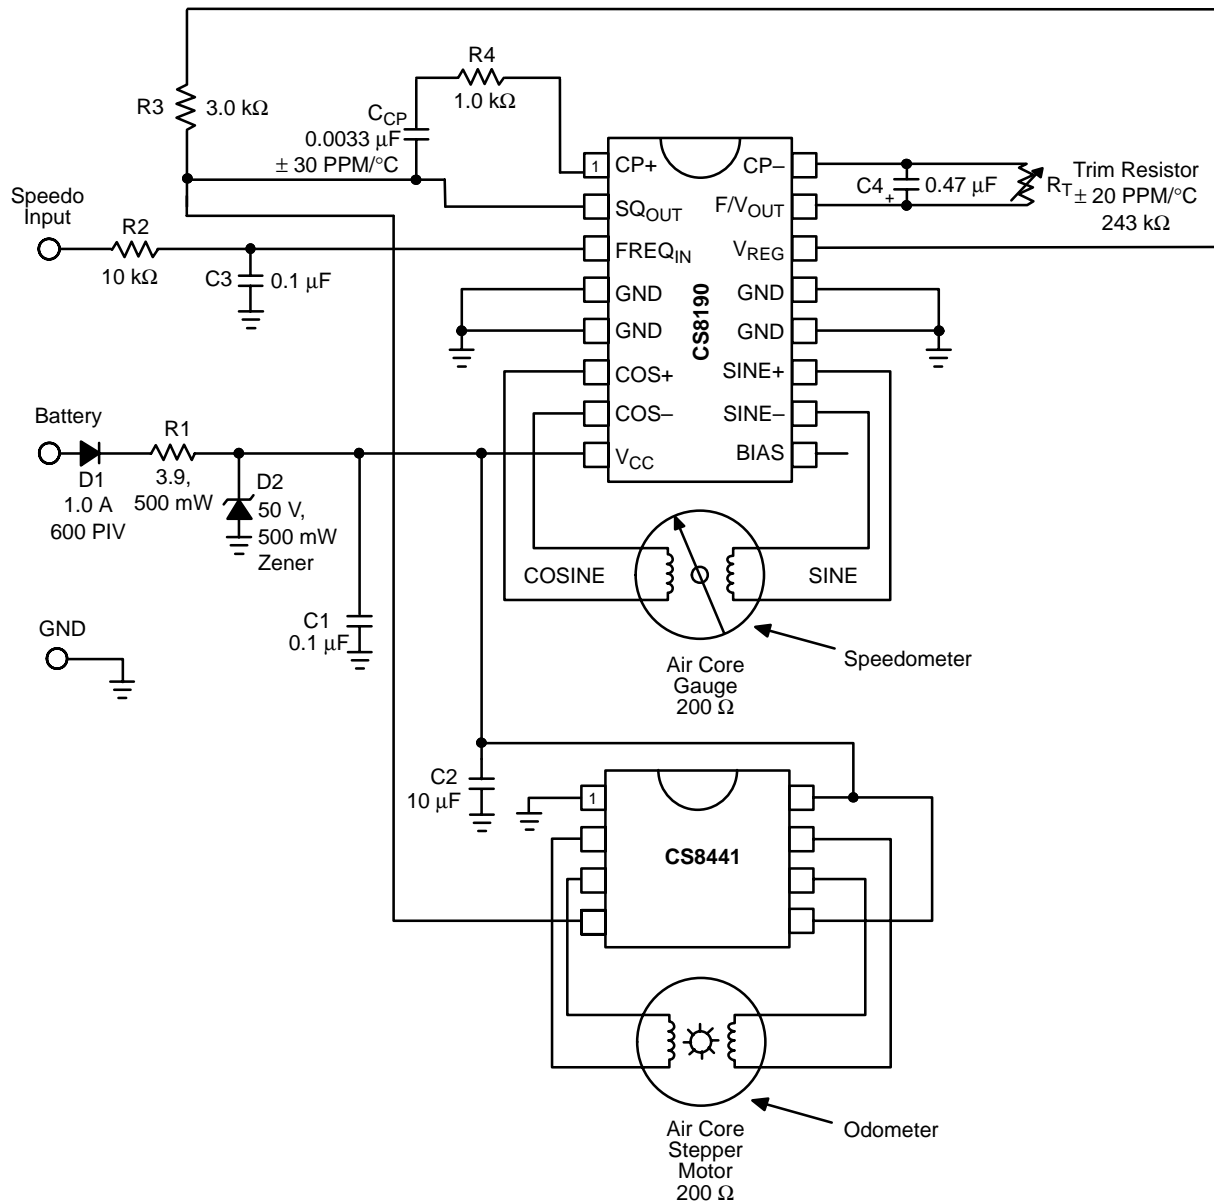 R3
3.0 kΩ
R4
1.0 kΩ
CCP
0.0033 μF
± 30 PPM/°C
Speedo
Input
R2
10 kΩ
C3
0.1 μF
1
CP+
SQOUT
FREQIN
GND
GND
COS+
COS–
VCC
CS8190
CP–
F/VOUT
VREG
GND
GND
SINE+
SINE–
BIAS
C4
+
0.47 μF
RT
Trim Resistor
± 20 PPM/°C
243 kΩ
Battery
D1
1.0 A
600 PIV
R1
3.9,
500 mW
D2
50 V,
500 mW
Zener
C1
0.1 μF
GND
COSINE
SINE
Air Core
Gauge
200 Ω
Speedometer
C2
10 μF
1
CS8441
Air Core
Stepper
Motor
200 Ω
Odometer